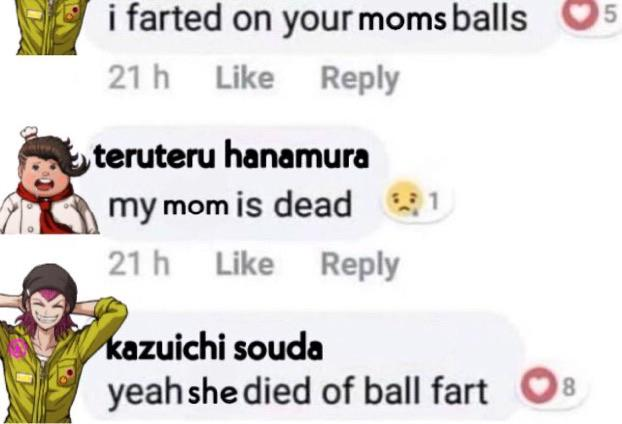 i farted on your moms balls
5
21 h Like Reply
teruteru hanamura
my mom is dead
1
21 h Like Reply
kazuichi souda
yeah she died of ball fart
8